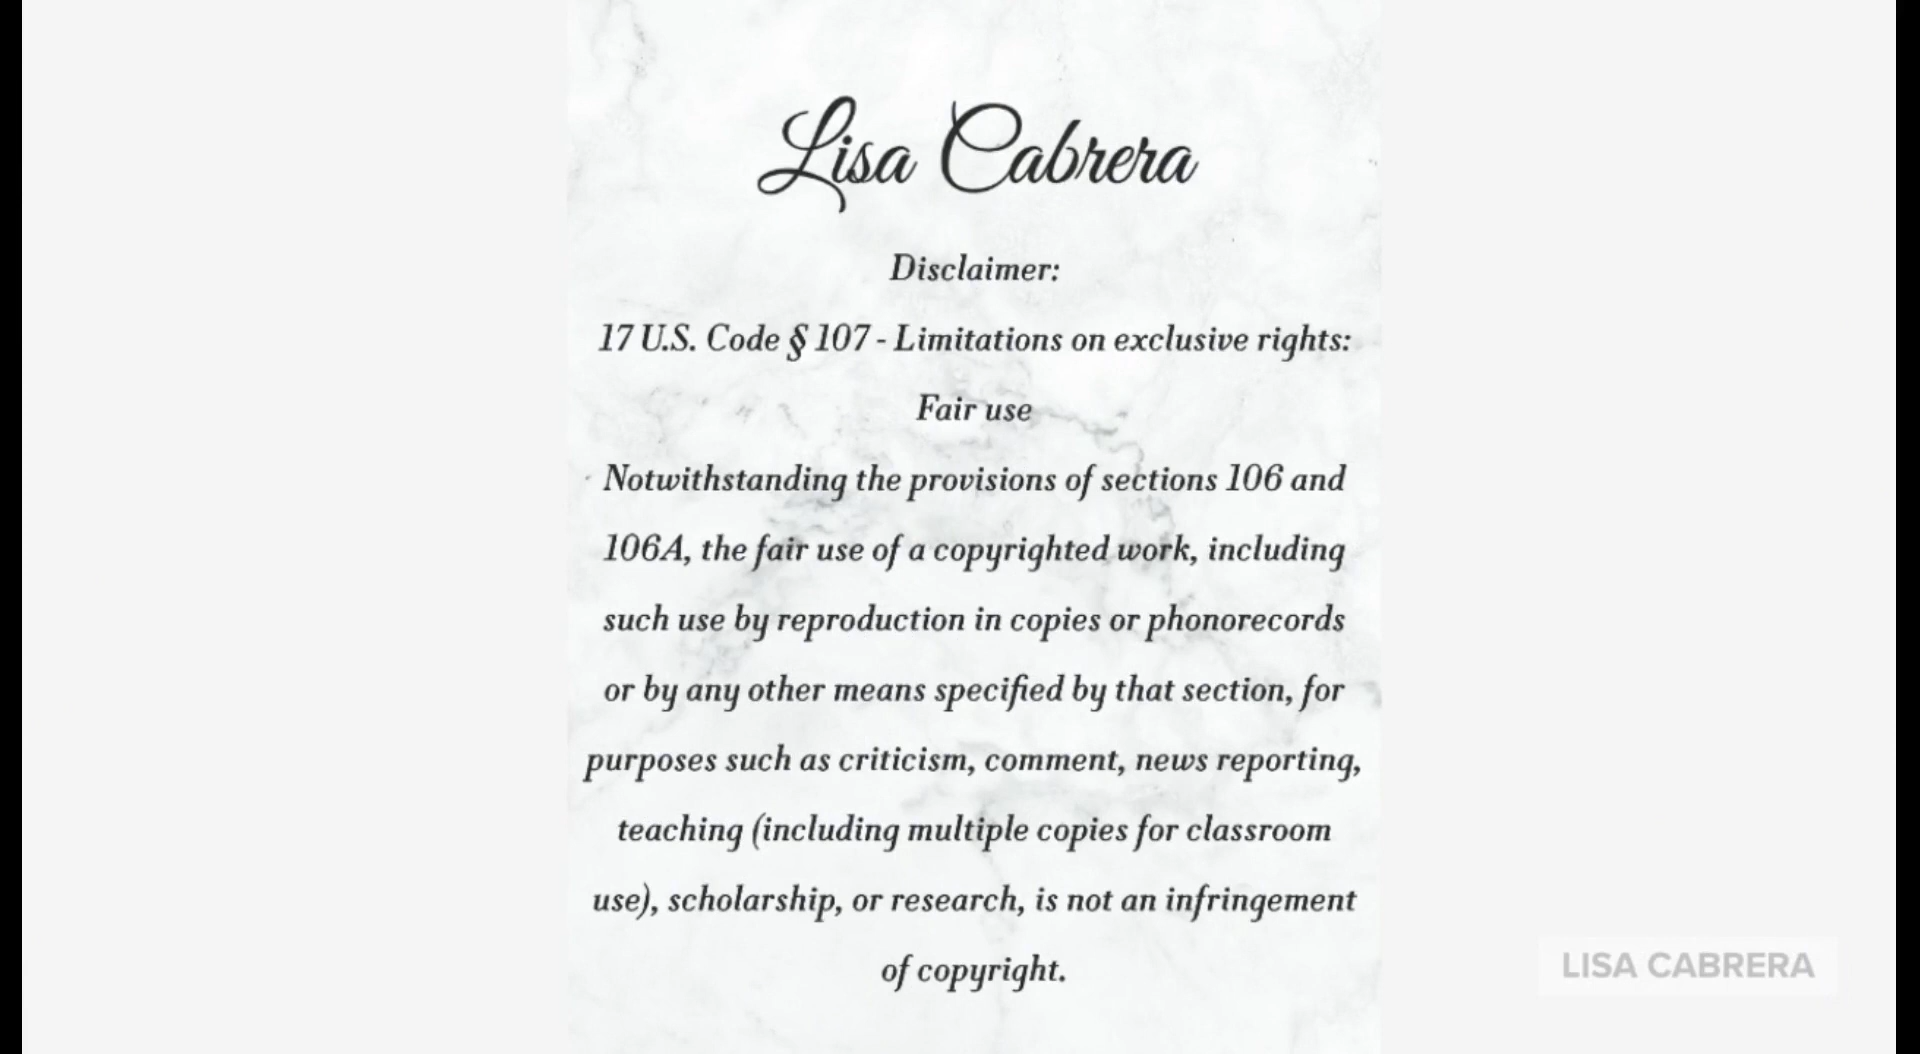 Lisa Cabrera
Disclaimer:
17 U.S. Code § 107 - Limitations on exclusive rights:
Fair use
Notwithstanding the provisions of sections 106 and
106A, the fair use of a copyrighted work, including
such use by reproduction in copies or phonorecords
or by any other means specified by that section, for
purposes such as criticism, comment, news reporting,
teaching (including multiple copies for classroom
use), scholarship, or research, is not an infringement
of copyright.
LISA CABRERA